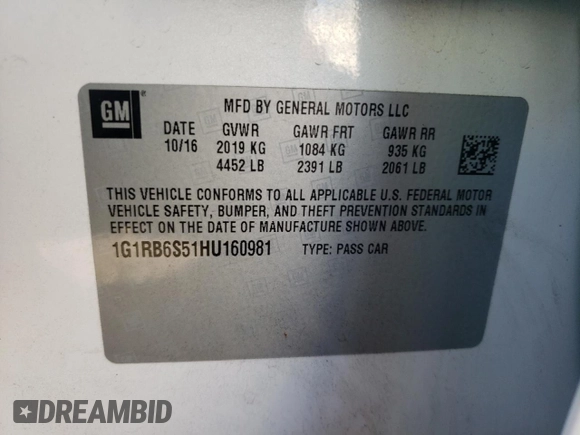 GM
MFD BY GENERAL MOTORS LLC
DATE GVWR GAWR FRT GAWR RR
10/16 2019 KG 1084 KG 935 KG
4452 LB 2391 LB 2061 LB
THIS VEHICLE CONFORMS TO ALL APPLICABLE U.S. FEDERAL MOTOR
VEHICLE SAFETY, BUMPER, AND THEFT PREVENTION STANDARDS IN
EFFECT ON THE DATE OF MANUFACTURE SHOWN ABOVE.
1G1RB6S51HU160981 TYPE: PASS CAR
DREAMBID